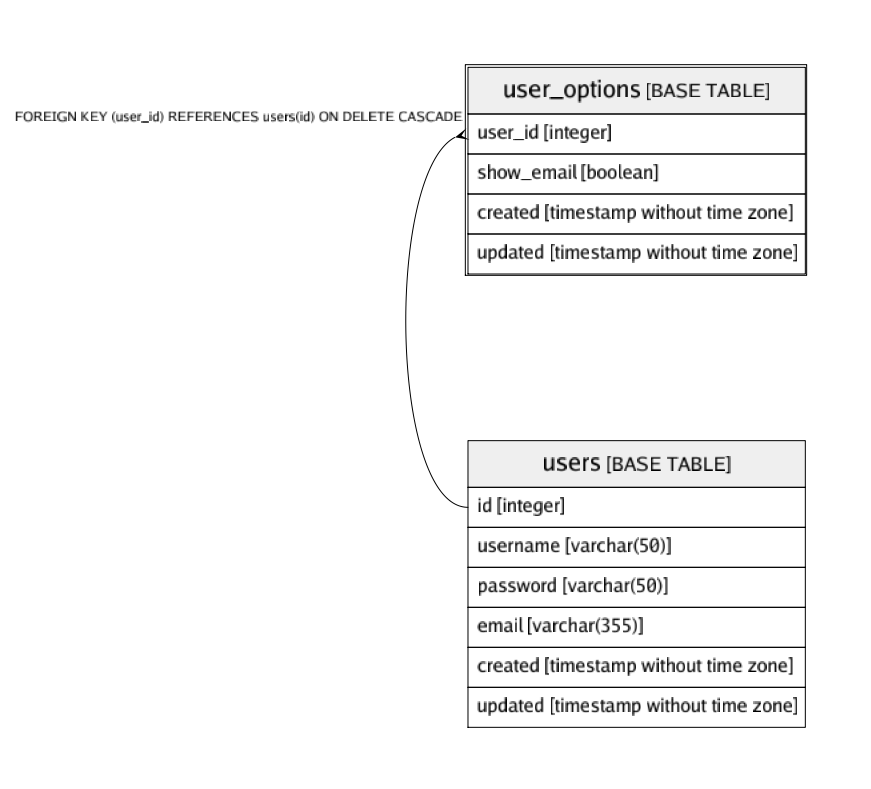 user_options [BASE TABLE]
FOREIGN KEY (user_id) REFERENCES users(id) ON DELETE CASCADE
user_id [integer]
show_email [boolean]
created [timestamp without time zone]
updated [timestamp without time zone]
users [BASE TABLE]
id [integer]
username [varchar(50)]
password [varchar(50)]
email [varchar(355)]
created [timestamp without time zone]
updated [timestamp without time zone]